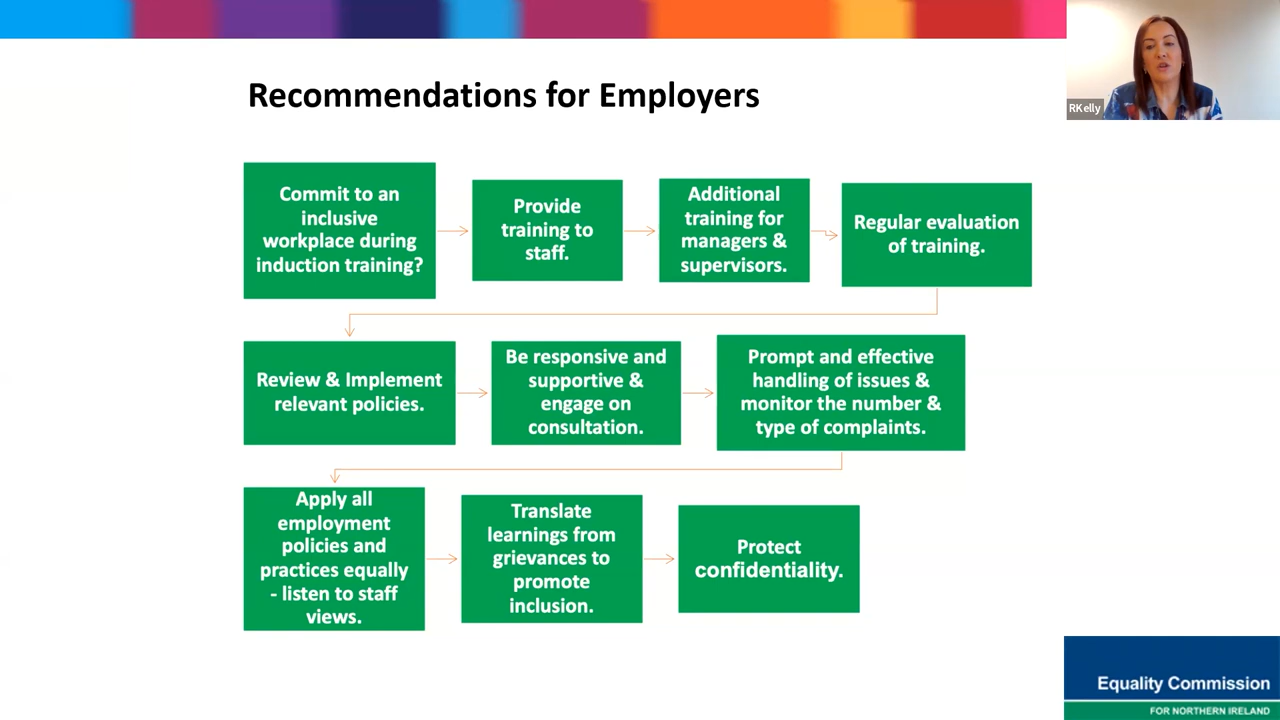 Recommendations for Employers
RKelly
Commit to an
inclusive
workplace during
induction training?
Provide
training to
staff.
Additional
training for
managers &
supervisors.
Regular evaluation
of training.
Review & Implement
relevant policies.
Be responsive and
supportive &
engage on
consultation.
Prompt and effective
handling of issues &
monitor the number &
type of complaints.
Apply all
employment
policies and
practices equally
- listen to staff
views.
Translate
learnings from
grievances to
promote
inclusion.
Protect
confidentiality.
Equality Commission
FOR NORTHERN IRELAND